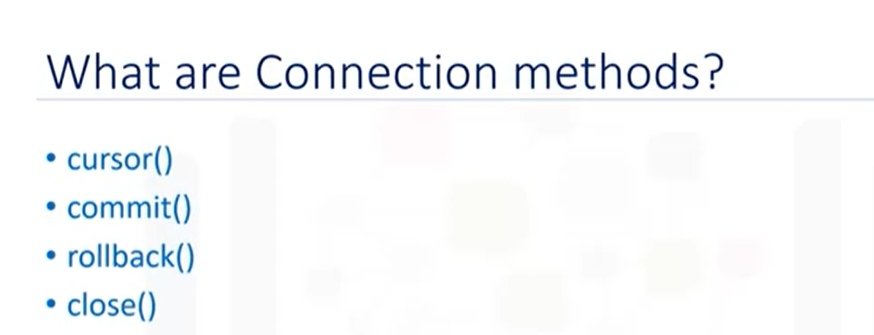 What are Connection methods?
• cursor()
• commit()
• rollback()
• close()